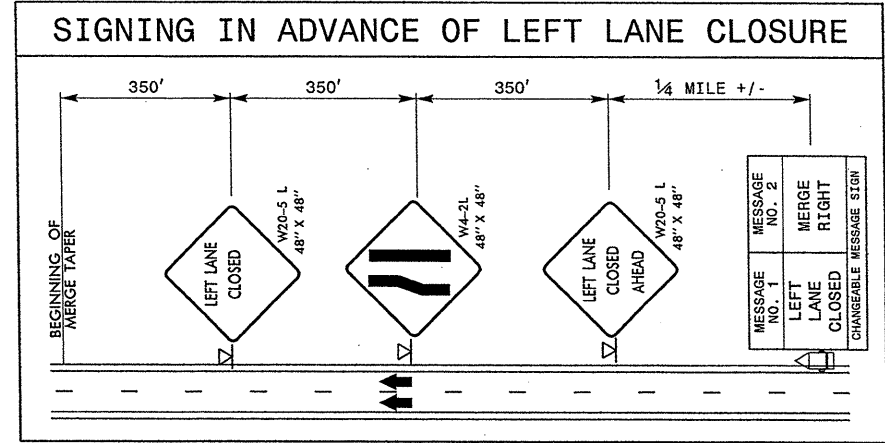 SIGNING IN ADVANCE OF LEFT LANE CLOSURE
350'
350'
350'
1/4 MILE +/-
BEGINNING OF
MERGE TAPER
LEFT LANE
CLOSED
W20-5 L
48" X 48"
W4-2L
48" X 48"
LEFT LANE
CLOSED
AHEAD
W20-5 L
48" X 48"
MESSAGE
NO. 1
LEFT
LANE
CLOSED
MESSAGE
NO. 2
MERGE
RIGHT
CHANGEABLE MESSAGE SIGN